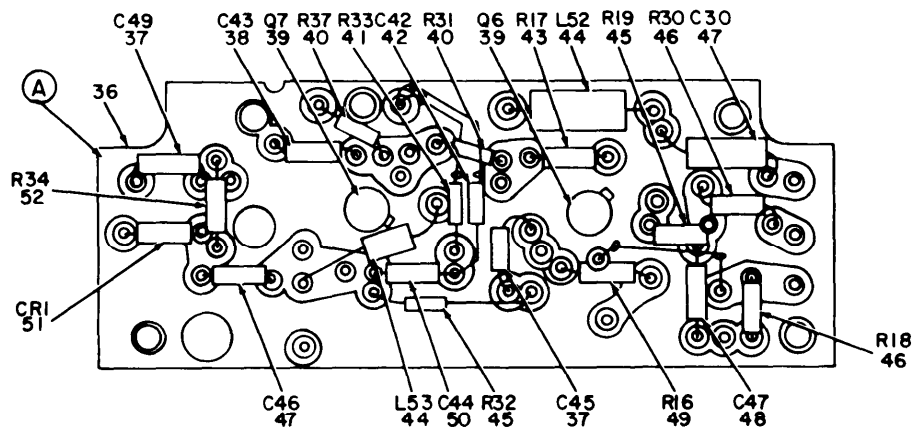 C49 C43 Q7 R37 R33 C42 R31 Q6 R17 L52 R19 R30 C30
37 38 39 40 41 42 40 39 43 44 45 46 47
A
36
R34
52
CR1
51
R18
46
C46 L53 C44 R32 C45 R16 C47
47 44 50 45 37 49 48